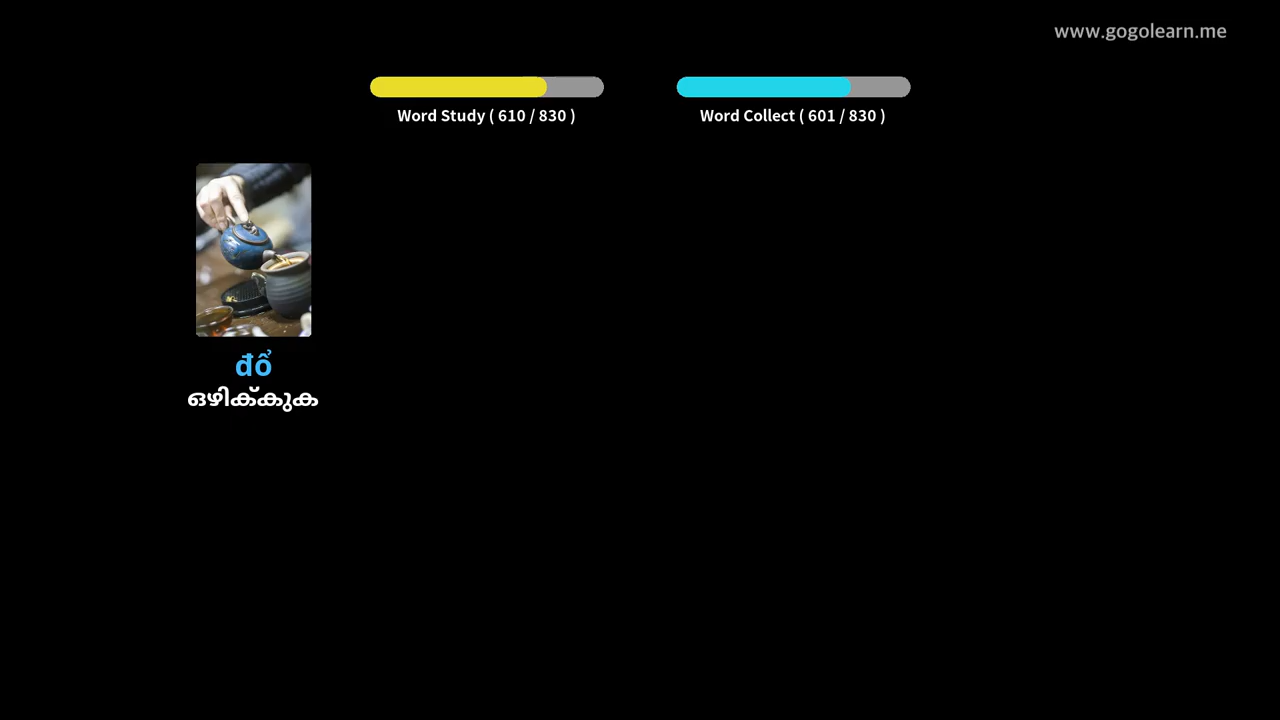 www.gogolearn.me
Word Study ( 610 / 830 )
Word Collect ( 601 / 830 )
đổ
ഒഴിക്കുക